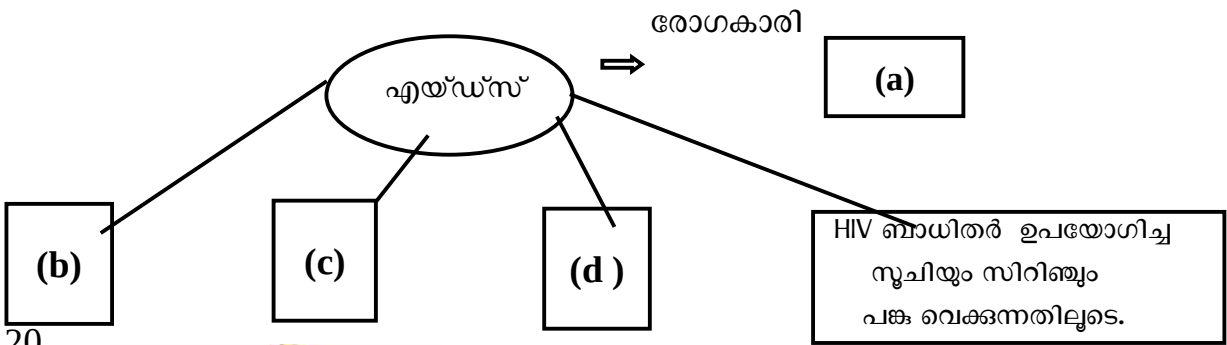 രോഗകാരി
എയ്ഡ്സ്
(a)
(b)
(c)
(d )
HIV ബാധിതർ ഉപയോഗിച്ച
സൂചിയും സിറിഞ്ചും
പങ്കു വെക്കുന്നതിലൂടെ.
20